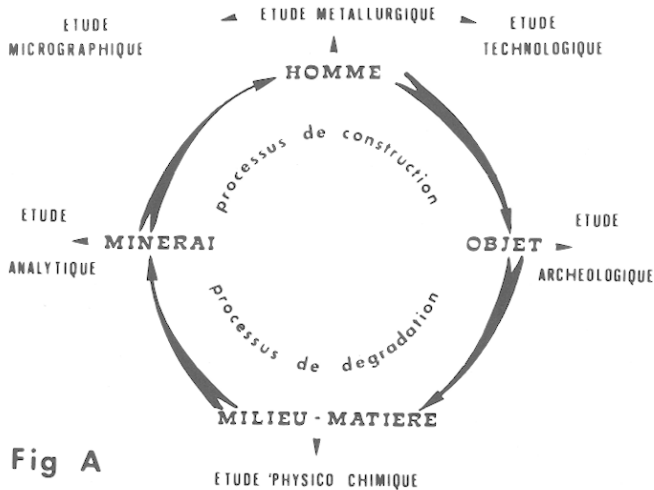 ETUDE METALLURGIQUE
ETUDE
MICROGRAPHIQUE
ETUDE
TECHNOLOGIQUE
HOMME
processus de construction
ETUDE
ANALYTIQUE
MINERAI
OBJET
ETUDE
ARCHEOLOGIQUE
processus de degradation
MILIEU - MATIERE
Fig A
ETUDE 'PHYSICO CHIMIQUE